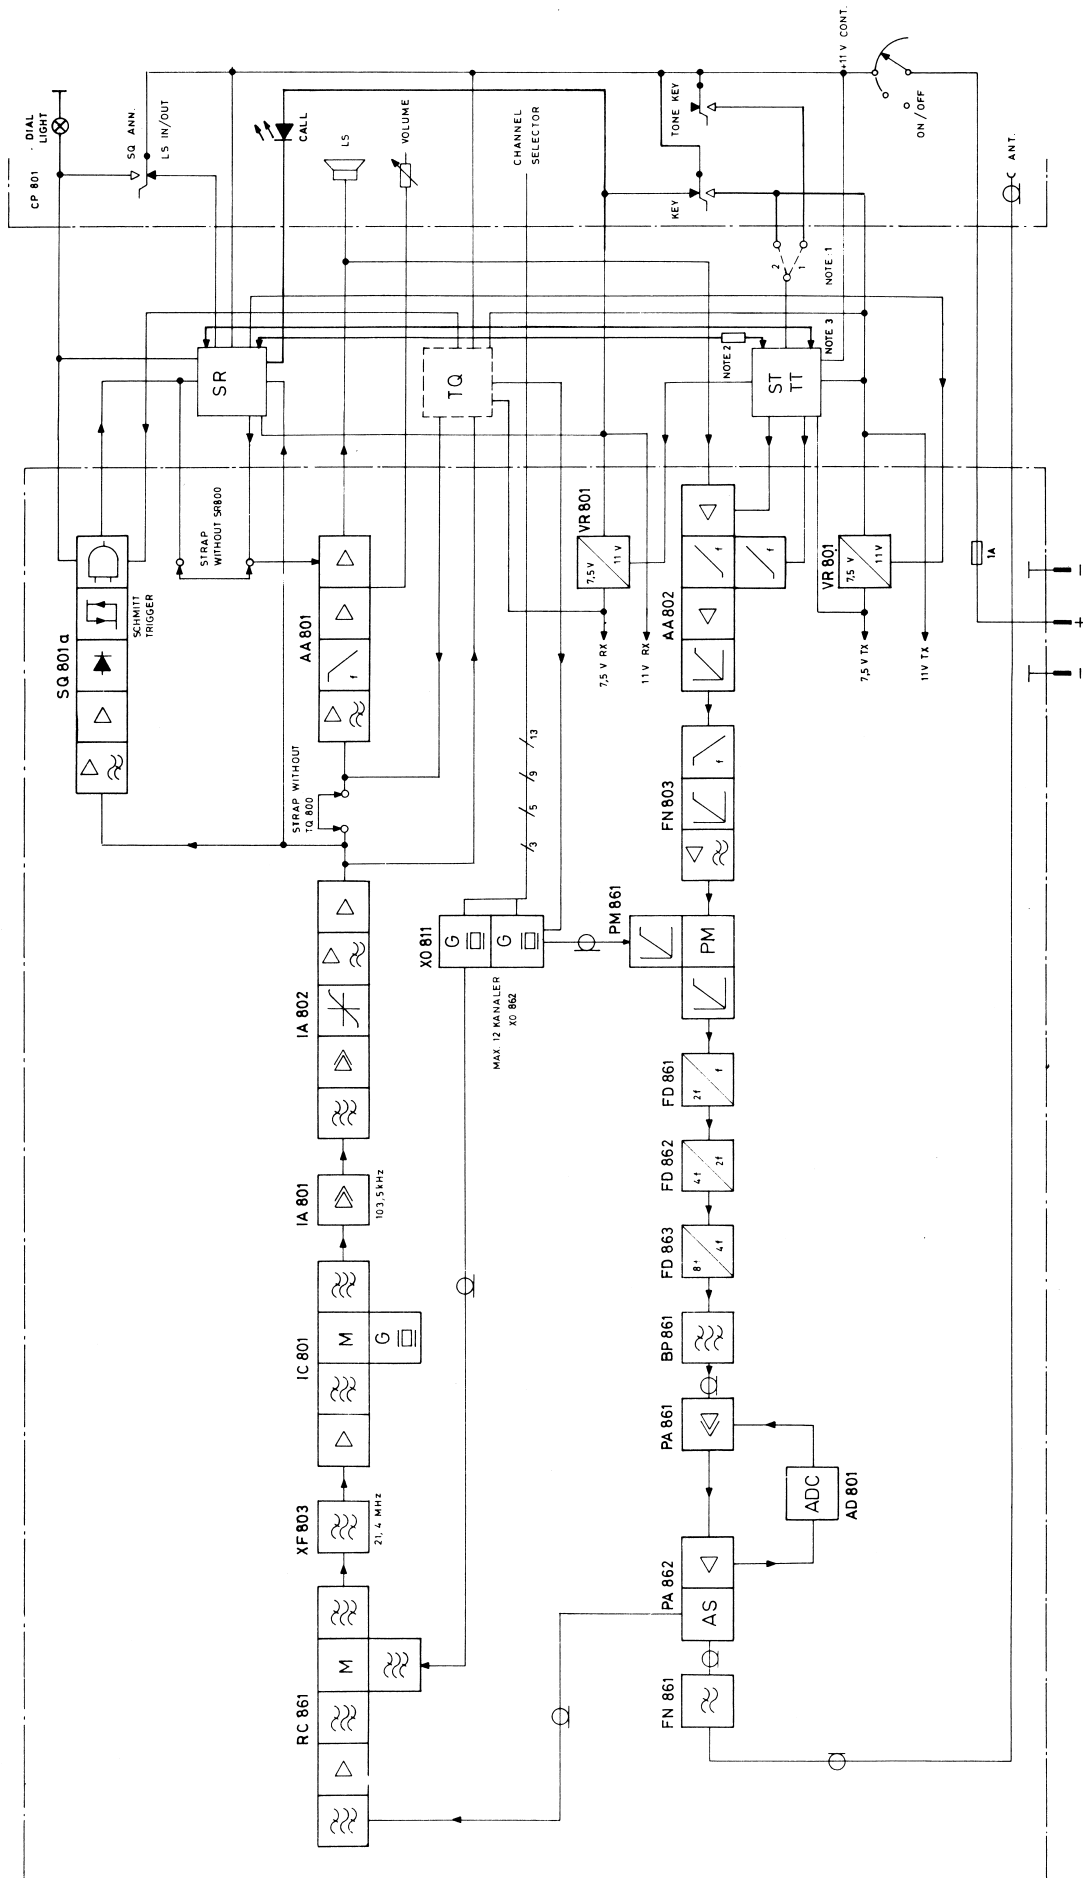 CP 801
DIAL
LIGHT
SQ ANN.
LS IN/OUT
CALL
LS
VOLUME
CHANNEL
SELECTOR
KEY
TONE KEY
+11 V CONT.
ON/OFF
ANT.
SR
TQ
NOTE 2
ST
TT
NOTE 3
2
1
NOTE :1
SQ 801a
SCHMITT
TRIGGER
STRAP
WITHOUT SR800
AA 801
f
STRAP WITHOUT
TQ 800
VR 801
7,5 V
11 V
7,5 V RX
11 V RX
AA 802
f
f
VR 801
7,5 V
11 V
7,5 V TX
11 V TX
1A
-
+
-
RC 861
M
XF 803
21,4 MHz
IC 801
M
G
IA 801
103,5 kHz
IA 802
XO 811
G
G
MAX. 12 KANALER
XO 862
3
5
9
13
FN 861
PA 862
AS
ADC
AD 801
PA 861
BP 861
FD 863
8f
4f
FD 862
4f
2f
FD 861
2f
f
PM 861
PM
FN 803
f